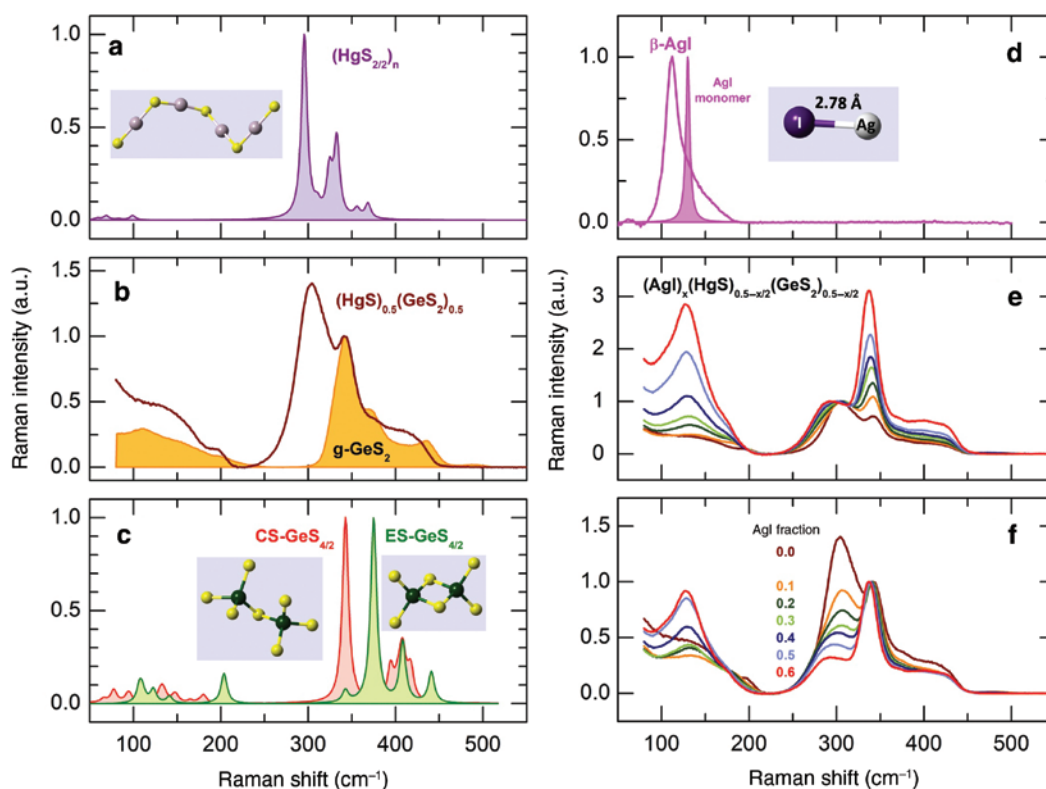 a
(HgS2/2)n
1.0
0.5
0.0
b
(HgS)0.5(GeS2)0.5
g-GeS2
1.5
1.0
0.5
0.0
Raman intensity (a.u.)
c
CS-GeS4/2
ES-GeS4/2
1.0
0.5
0.0
100 200 300 400 500
Raman shift (cm−1)
d
β-AgI
AgI
monomer
2.78 Å
I
Ag
1.0
0.5
0.0
e
(AgI)x(HgS)0.5−x/2(GeS2)0.5−x/2
3
2
1
0
Raman intensity (a.u.)
f
AgI fraction
0.0
0.1
0.2
0.3
0.4
0.5
0.6
1.5
1.0
0.5
0.0
100 200 300 400 500
Raman shift (cm−1)